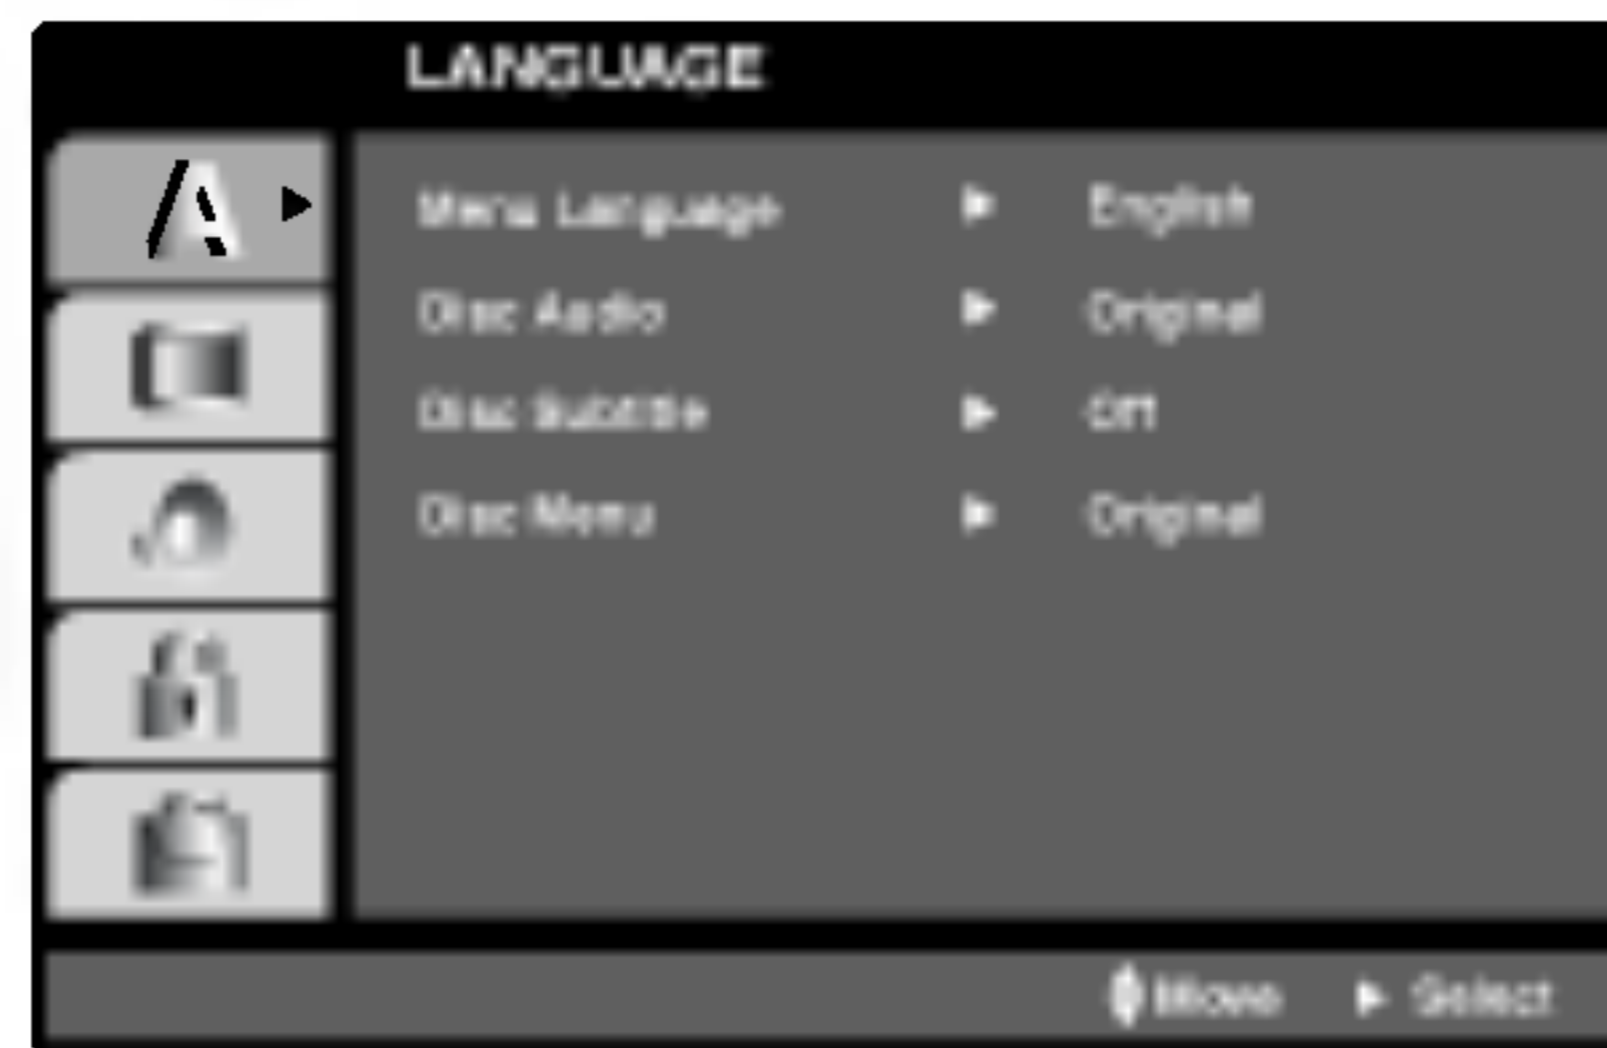 LANGUAGE
Menu Language ▶ English
Disc Audio ▶ Original
Disc Subtitle ▶ Off
Disc Menu ▶ Original
Move ▶ Select